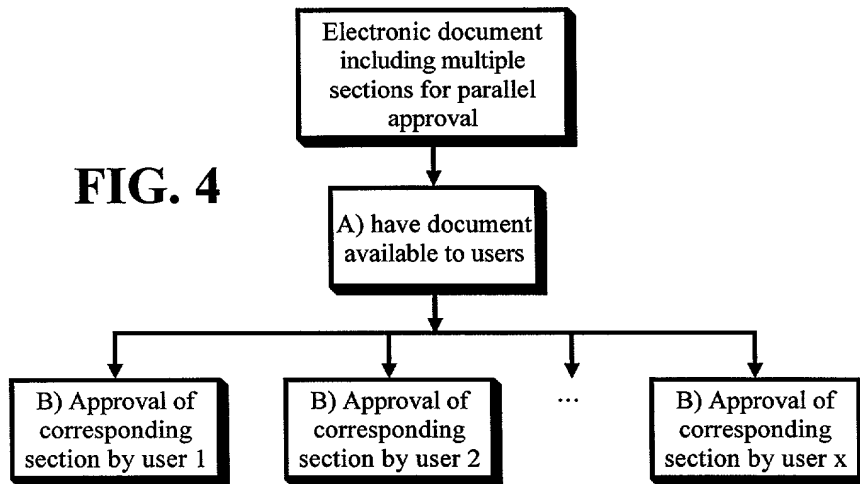 Electronic document
including multiple
sections for parallel
approval
FIG. 4
A) have document
available to users
B) Approval of
corresponding
section by user 1
B) Approval of
corresponding
section by user 2
...
B) Approval of
corresponding
section by user x